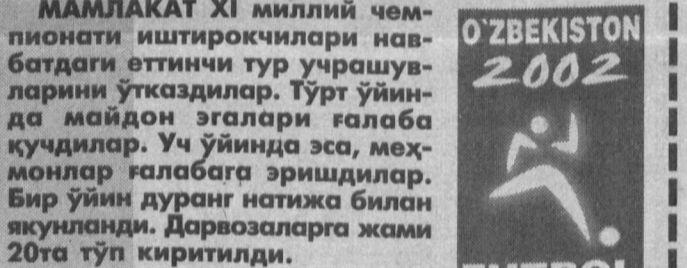 МАМЛАКАТ XI миллий чем-
пионати иштирокчилари нав-
батдаги еттинчи тур учрашув-
ларини ўтказдилар. Тўрт ўйин-
да майдон эгалари ғалаба
қучдилар. Уч ўйинда эса, меҳ-
монлар ғалабага эришдилар.
Бир ўйин дуранг натижа билан
якунланди. Дарвозаларга жами
20та тўп киритилди.
O`ZBEKISTON
2002